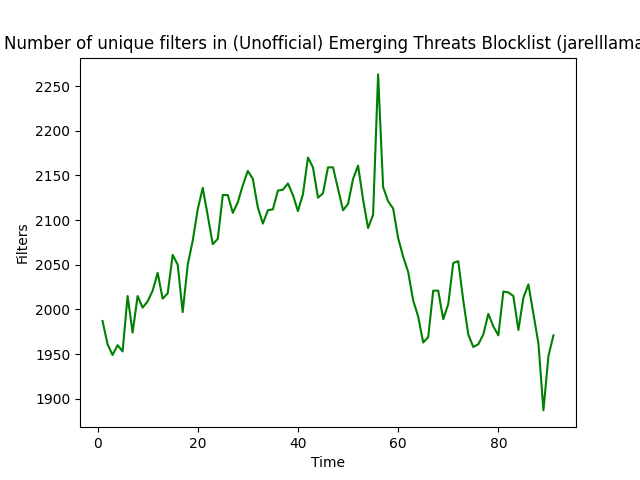 Number of unique filters in (Unofficial) Emerging Threats Blocklist (jarelllama
2250
2200
2150
2100
2050
2000
1950
1900
Filters
0 20 40 60 80
Time